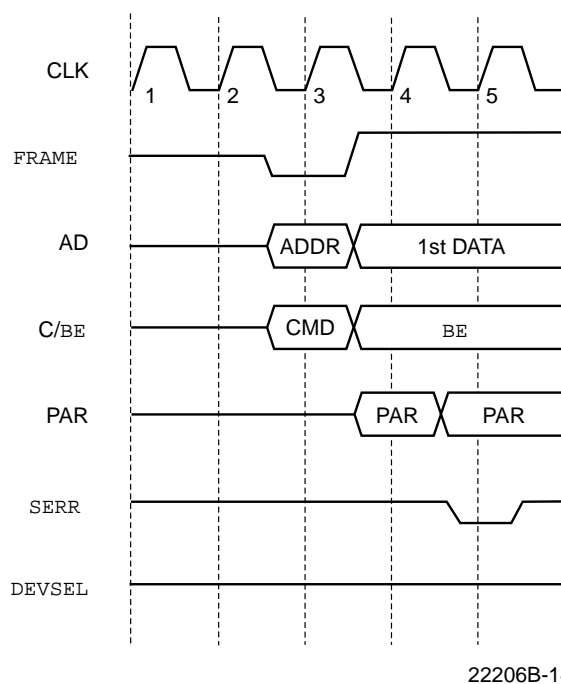 CLK
1 2 3 4 5
FRAME
AD ADDR 1st DATA
C/BE CMD BE
PAR PAR PAR
SERR
DEVSEL
22206B-1